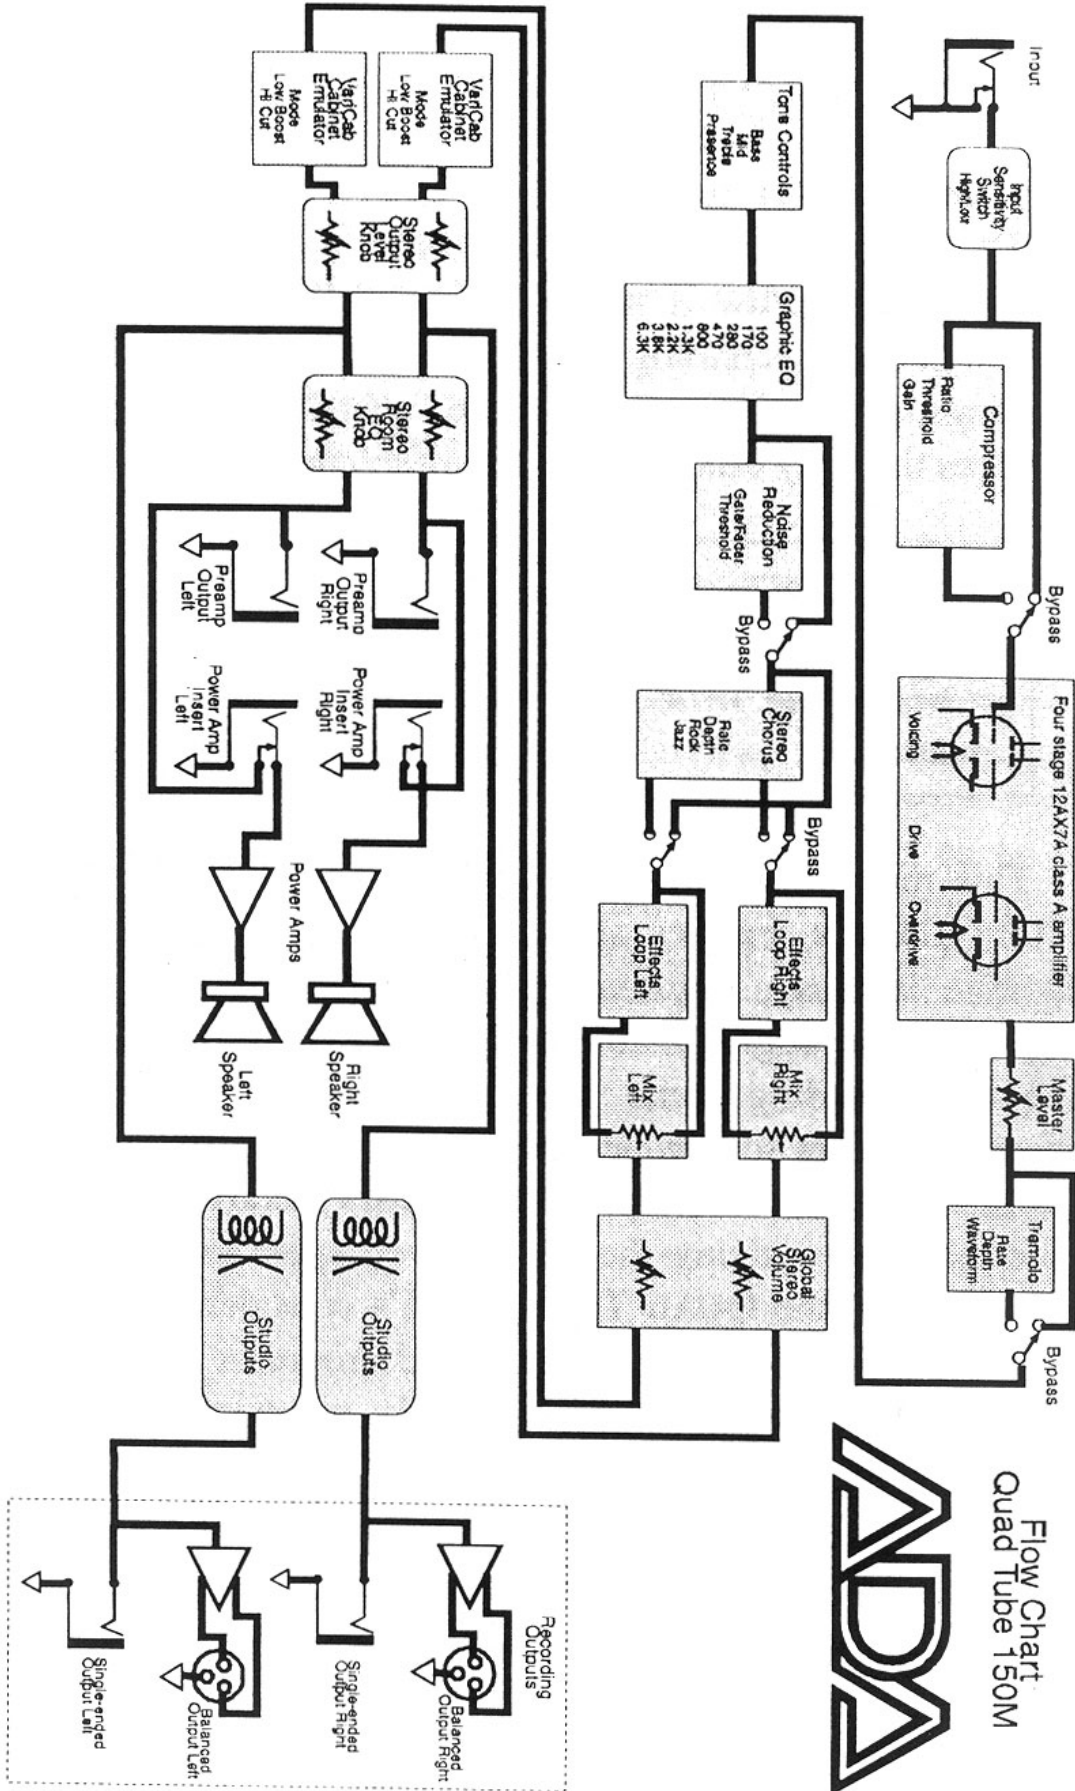 Input
Input
Sensitivity
Switch
High/Low
Compressor
Ratio
Threshold
Gain
Bypass
Four stage 12AX7A class A amplifier
Voicing
Drive
Overdrive
Master
Level
Tremolo
Rate
Depth
Waveform
Bypass
Flow Chart
Quad Tube 150M
ADA
Tone Controls
Bass
Mid
Treble
Presence
Graphic EQ
100
170
280
470
800
1.3K
2.2K
3.8K
6.3K
Noise
Reduction
Gate/Fader
Threshold
Bypass
Stereo
Chorus
Rate
Depth
Rock
Jazz
Bypass
Effects
Loop Right
Effects
Loop Left
Mix
Right
Mix
Left
Global
Stereo
Volume
VariCab
Cabinet
Emulator
Mode
Low Boost
Hi Cut
VariCab
Cabinet
Emulator
Mode
Low Boost
Hi Cut
Stereo
Output
Level
Knob
Stereo
Room
EQ
Knob
Preamp
Output
Right
Preamp
Output
Left
Power Amp
Insert
Right
Power Amp
Insert
Left
Power Amps
Right
Speaker
Left
Speaker
Studio
Outputs
Studio
Outputs
Recording
Outputs
Balanced
Output Right
Single-ended
Output Right
Balanced
Output Left
Single-ended
Output Left